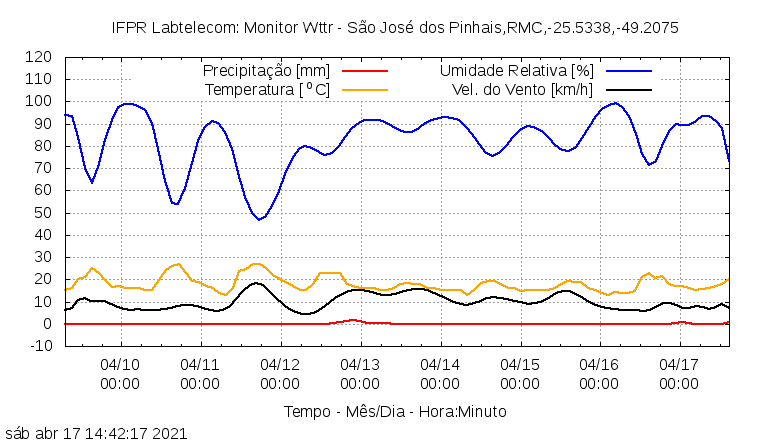 IFPR Labtelecom: Monitor Wttr - São José dos Pinhais,RMC,-25.5338,-49.2075
Precipitação [mm]
Umidade Relativa [%]
Temperatura [⁰C]
Vel. do Vento [km/h]
120
110
100
90
80
70
60
50
40
30
20
10
0
-10
04/10 04/11 04/12 04/13 04/14 04/15 04/16 04/17
00:00 00:00 00:00 00:00 00:00 00:00 00:00 00:00
Tempo - Mês/Dia - Hora:Minuto
sáb abr 17 14:42:17 2021